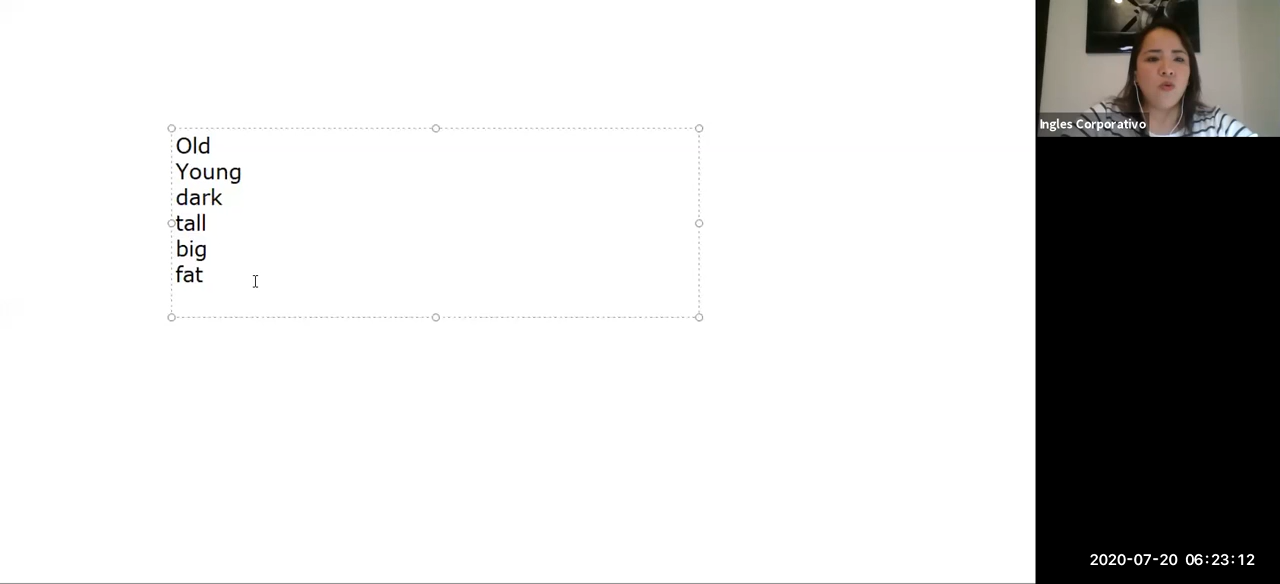 Old
Young
dark
tall
big
fat
Ingles Corporativo
2020-07-20 06:23:12